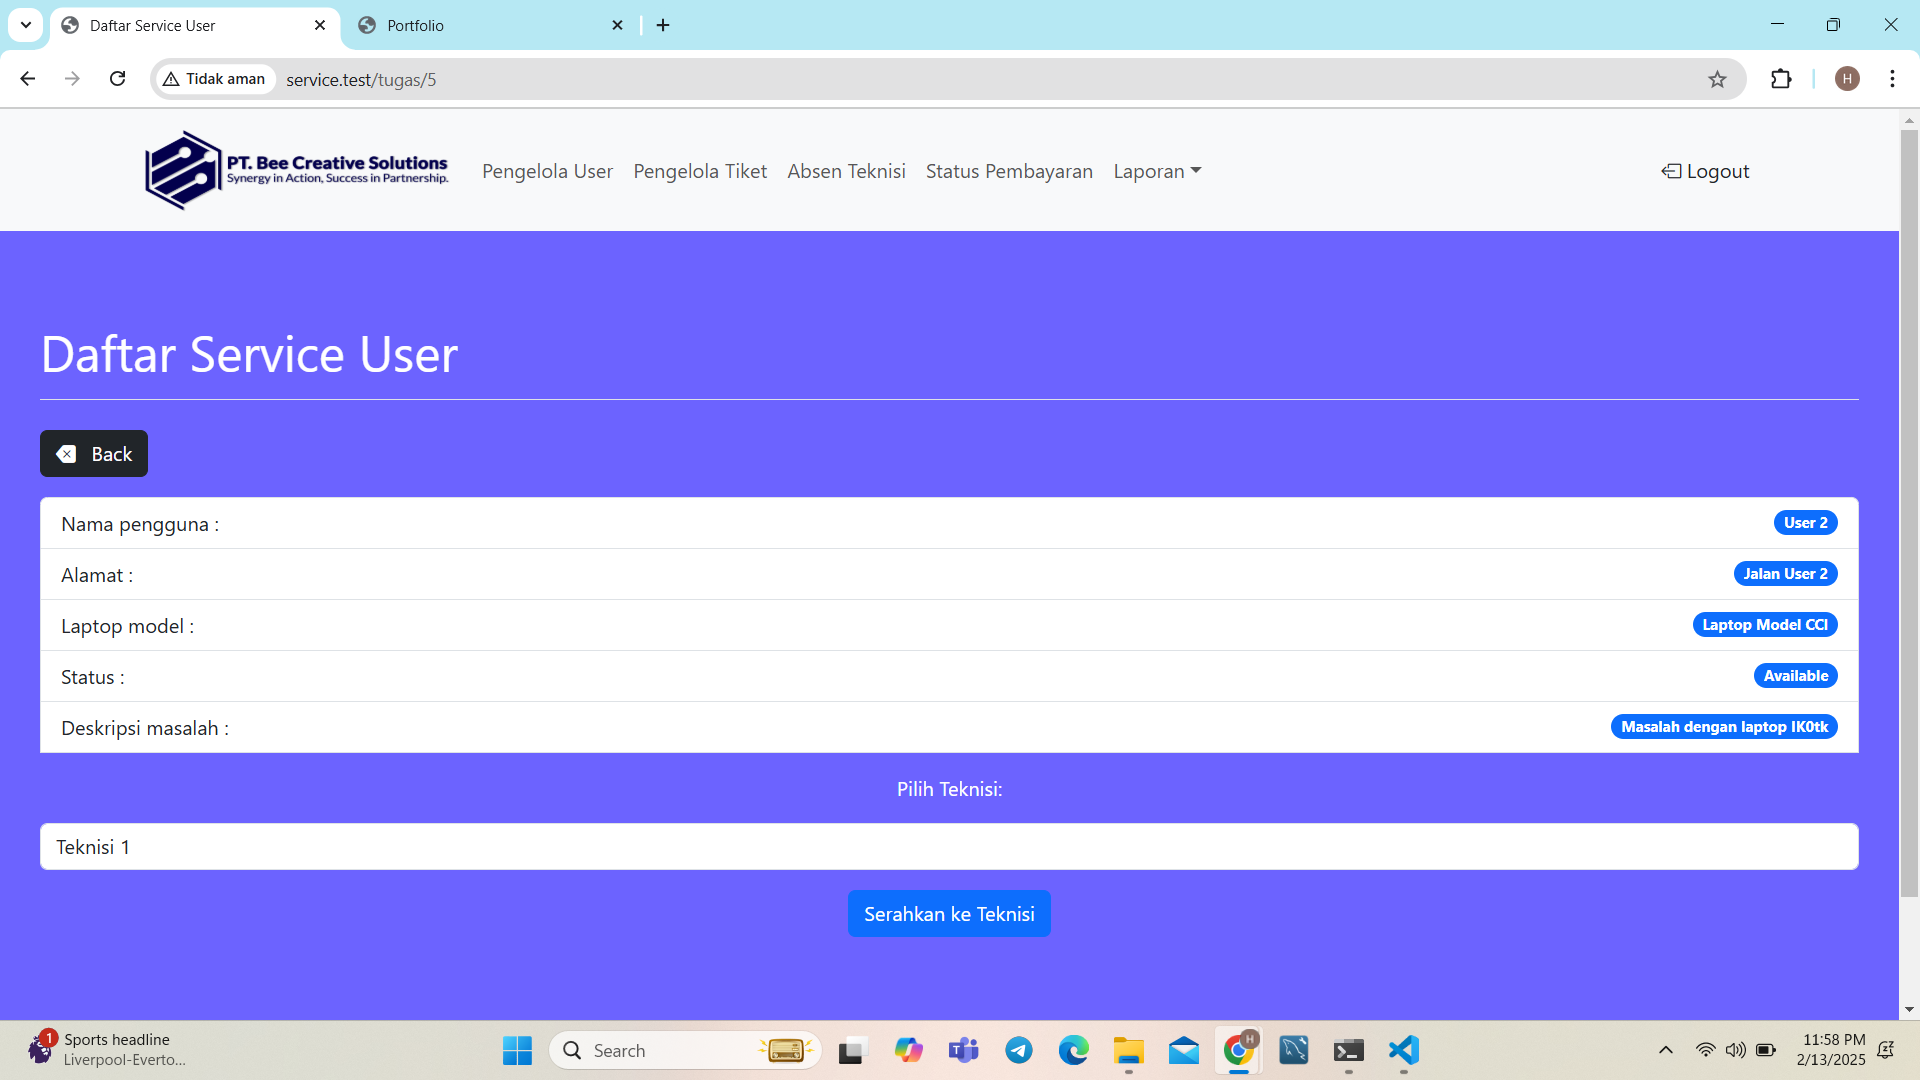 Daftar Service User
Portfolio
Tidak aman
service.test/tugas/5
H
PT. Bee Creative Solutions
Synergy in Action, Success in Partnership.
Pengelola User
Pengelola Tiket
Absen Teknisi
Status Pembayaran
Laporan
Logout
Daftar Service User
Back
Nama pengguna :
User 2
Alamat :
Jalan User 2
Laptop model :
Laptop Model CCl
Status :
Available
Deskripsi masalah :
Masalah dengan laptop IK0tk
Pilih Teknisi:
Teknisi 1
Serahkan ke Teknisi
1
Sports headline
Liverpool-Everto...
Search
H
11:58 PM
2/13/2025